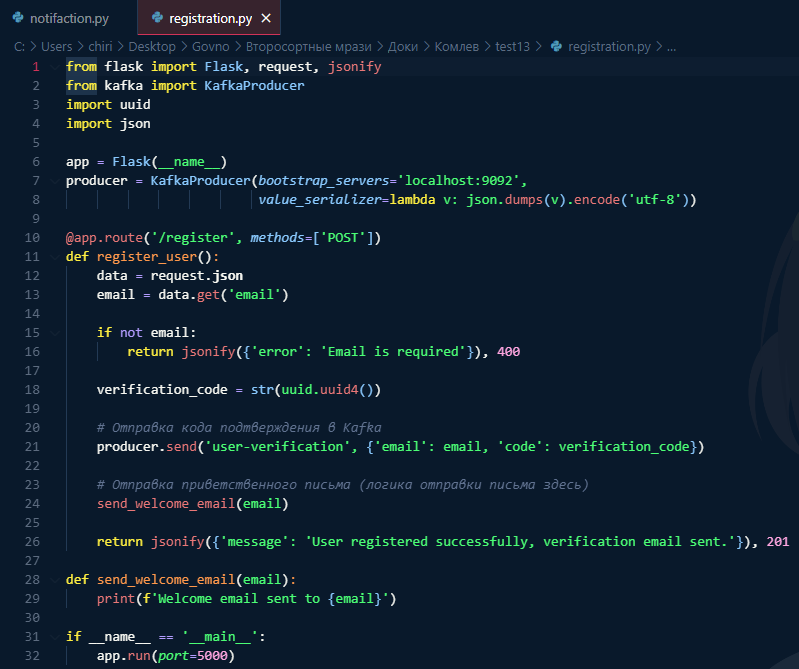 notifaction.py registration.py ×
C: > Users > chiri > Desktop > Govno > Второсортные мрази > Доки > Комлев > test13 > registration.py > ...
1 from flask import Flask, request, jsonify
2 from kafka import KafkaProducer
3 import uuid
4 import json
5
6 app = Flask(__name__)
7 producer = KafkaProducer(bootstrap_servers='localhost:9092',
8 value_serializer=lambda v: json.dumps(v).encode('utf-8'))
9
10 @app.route('/register', methods=['POST'])
11 def register_user():
12 data = request.json
13 email = data.get('email')
14
15 if not email:
16 return jsonify({'error': 'Email is required'}), 400
17
18 verification_code = str(uuid.uuid4())
19
20 # Отправка кода подтверждения в Kafka
21 producer.send('user-verification', {'email': email, 'code': verification_code})
22
23 # Отправка приветственного письма (логика отправки письма здесь)
24 send_welcome_email(email)
25
26 return jsonify({'message': 'User registered successfully, verification email sent.'}), 201
27
28 def send_welcome_email(email):
29 print(f'Welcome email sent to {email}')
30
31 if __name__ == '__main__':
32 app.run(port=5000)